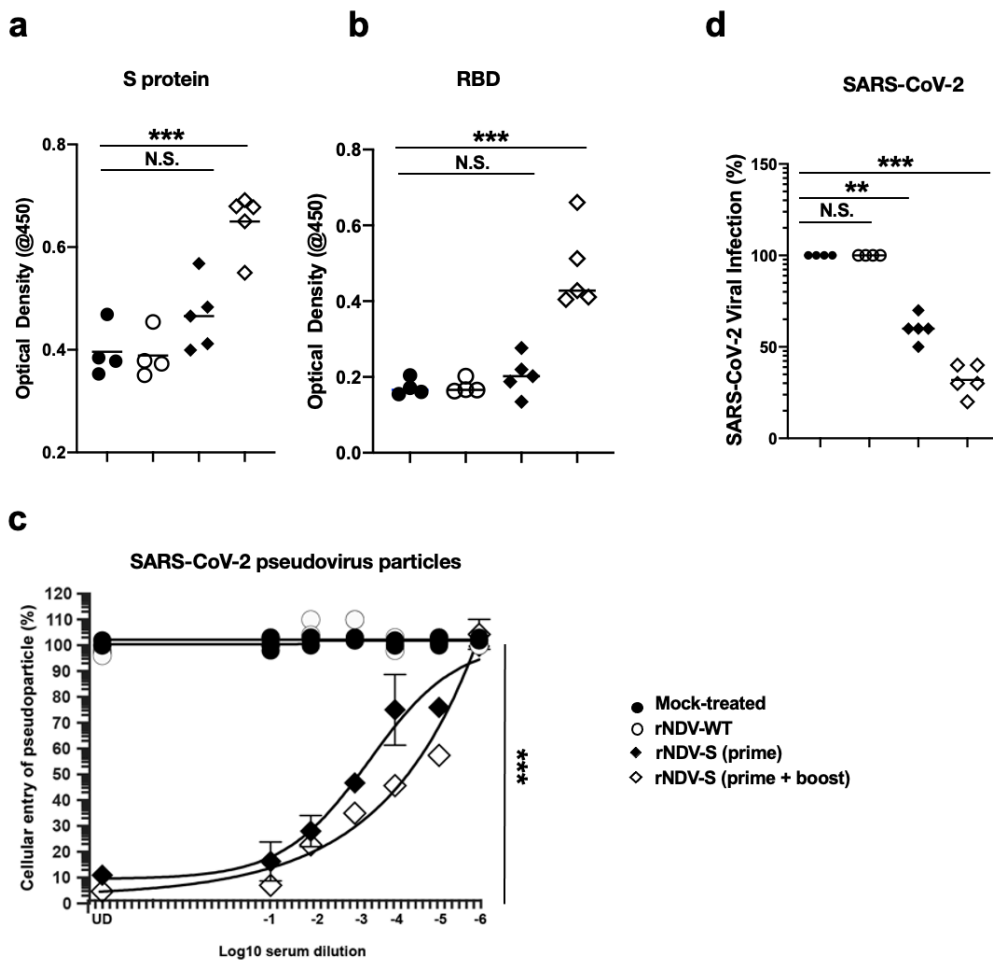 a
S protein
Optical Density (@450)
0.8
0.6
0.4
0.2
***
N.S.
b
RBD
Optical Density (@450)
0.8
0.6
0.4
0.2
0.0
***
N.S.
d
SARS-CoV-2
SARS-CoV-2 Viral Infection (%)
150
100
50
0
***
**
N.S.
c
SARS-CoV-2 pseudovirus particles
Cellular entry of pseudoparticle (%)
120
110
100
90
80
70
60
50
40
30
20
10
0
UD -1 -2 -3 -4 -5 -6
Log10 serum dilution
***
Mock-treated
rNDV-WT
rNDV-S (prime)
rNDV-S (prime + boost)